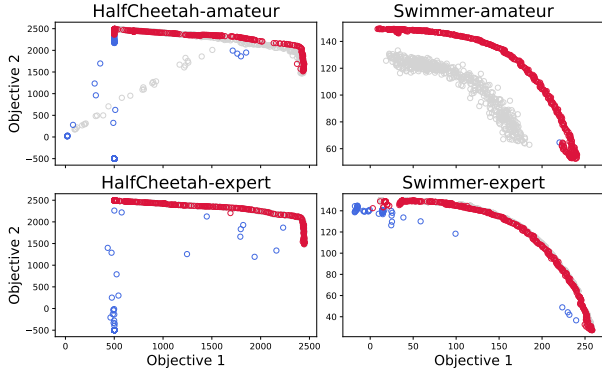 HalfCheetah-amateur
Swimmer-amateur
Objective 2
2500
2000
1500
1000
500
0
−500
160
140
120
100
80
60
HalfCheetah-expert
Swimmer-expert
Objective 2
2500
2000
1500
1000
500
0
−500
140
120
100
80
60
40
0 500 1000 1500 2000 2500
0 50 100 150 200 250
Objective 1
Objective 1